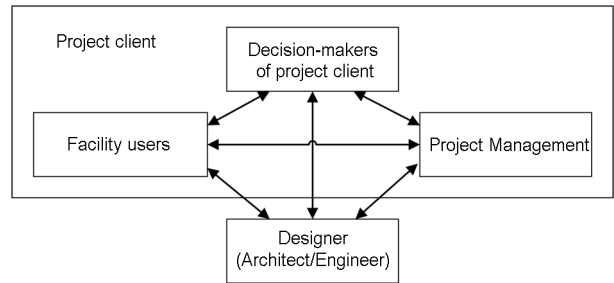 Project client
Decision-makers
of project client
Facility users
Project Management
Designer
(Architect/Engineer)